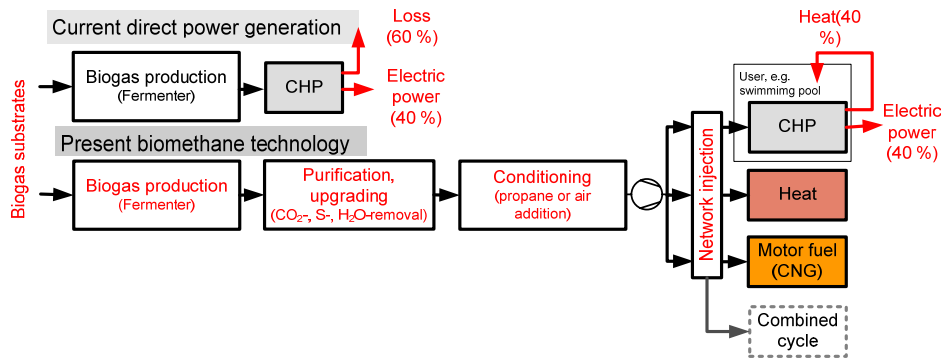 Current direct power generation
Loss
(60 %)
Biogas production
(Fermenter)
CHP
Electric
power
(40 %)
Biogas substrates
Present biomethane technology
Biogas production
(Fermenter)
Purification,
upgrading
(CO₂-, S-, H₂O-removal)
Conditioning
(propane or air
addition)
Network injection
Heat(40
%)
User, e.g.
swimmimg pool
CHP
Electric
power
(40 %)
Heat
Motor fuel
(CNG)
Combined
cycle